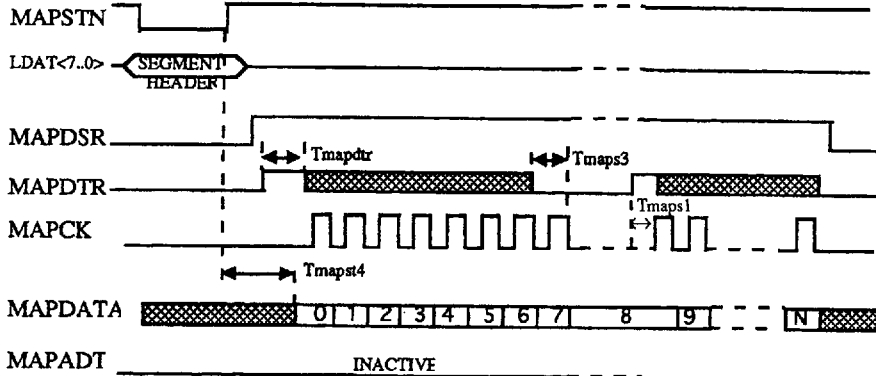 MAPSTN
LDAT<7..0> SEGMENT
HEADER
MAPDSR
Tmapdtr Tmaps3
MAPDTR
Tmaps1
MAPCK
Tmapst4
MAPDATA 0 1 2 3 4 5 6 7 8 9 N
MAPADT INACTIVE